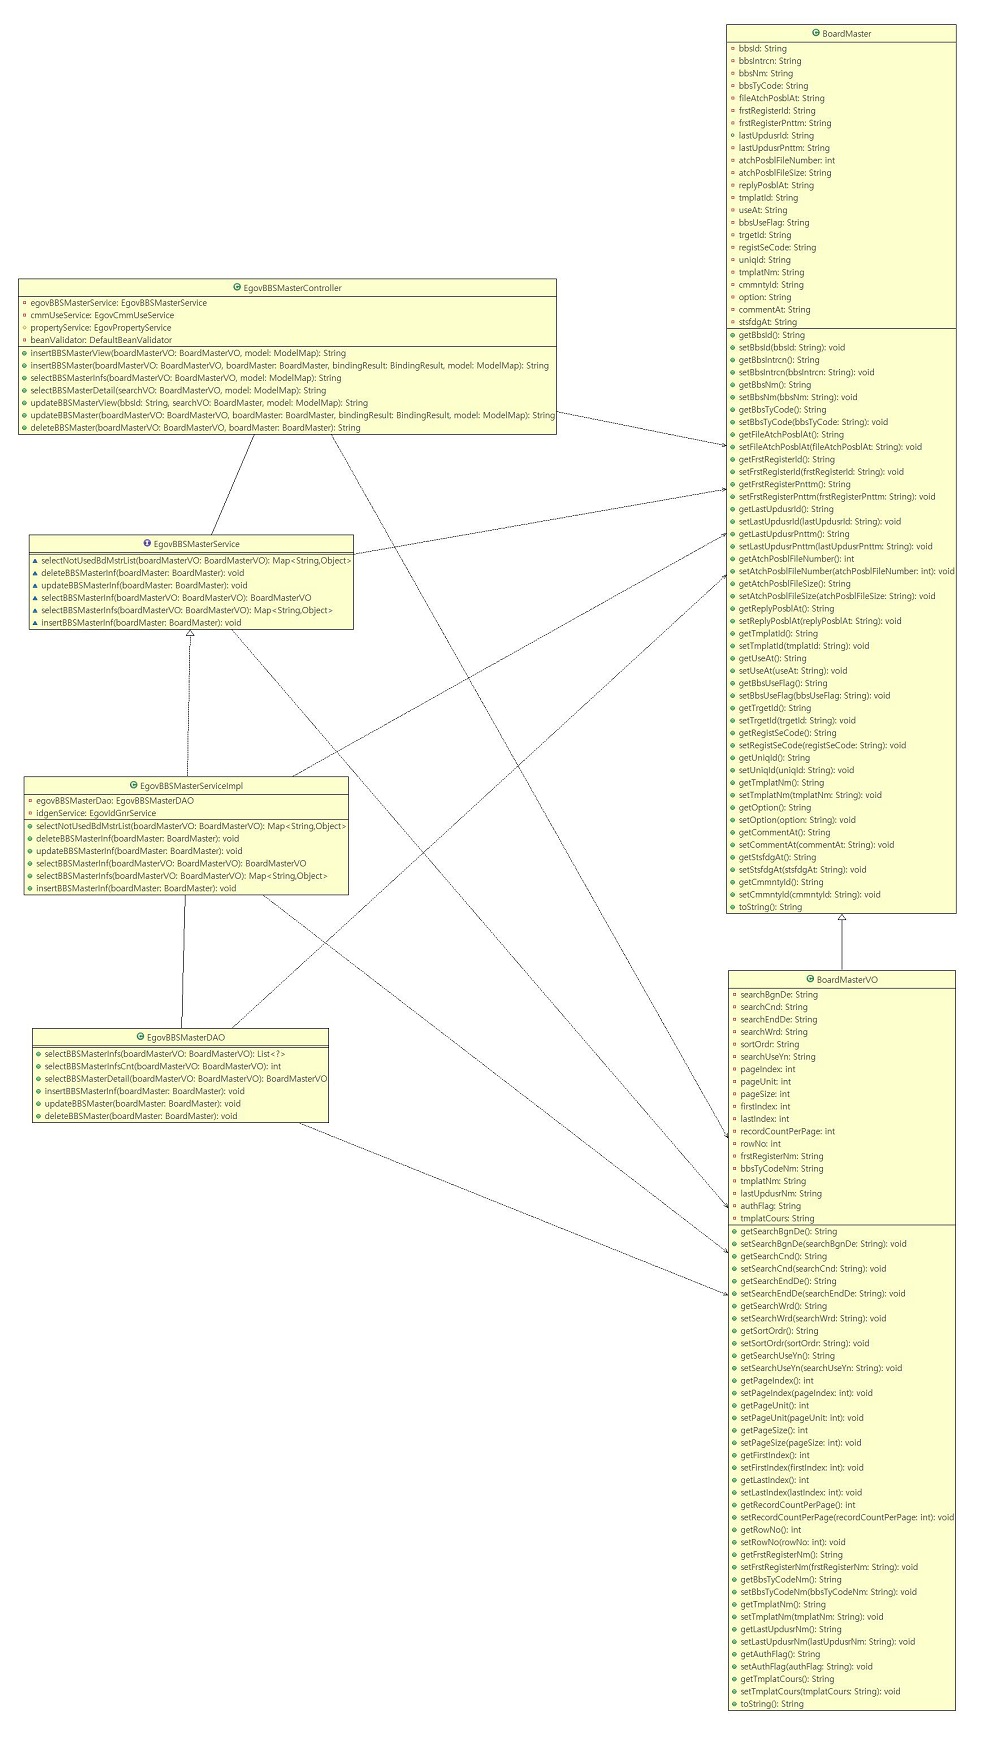 BoardMaster
bbsId: String
bbsIntrcn: String
bbsNm: String
bbsTyCode: String
fileAtchPosblAt: String
frstRegisterId: String
frstRegisterPnttm: String
lastUpdusrId: String
lastUpdusrPnttm: String
atchPosblFileNumber: int
atchPosblFileSize: String
replyPosblAt: String
tmplatId: String
useAt: String
bbsUseFlag: String
trgetId: String
registSeCode: String
uniqId: String
tmplatNm: String
cmmntyId: String
option: String
commentAt: String
stsfdgAt: String
getBbsId(): String
setBbsId(bbsId: String): void
getBbsIntrcn(): String
setBbsIntrcn(bbsIntrcn: String): void
getBbsNm(): String
setBbsNm(bbsNm: String): void
getBbsTyCode(): String
setBbsTyCode(bbsTyCode: String): void
getFileAtchPosblAt(): String
setFileAtchPosblAt(fileAtchPosblAt: String): void
getFrstRegisterId(): String
setFrstRegisterId(frstRegisterId: String): void
getFrstRegisterPnttm(): String
setFrstRegisterPnttm(frstRegisterPnttm: String): void
getLastUpdusrId(): String
setLastUpdusrId(lastUpdusrId: String): void
getLastUpdusrPnttm(): String
setLastUpdusrPnttm(lastUpdusrPnttm: String): void
getAtchPosblFileNumber(): int
setAtchPosblFileNumber(atchPosblFileNumber: int): void
getAtchPosblFileSize(): String
setAtchPosblFileSize(atchPosblFileSize: String): void
getReplyPosblAt(): String
setReplyPosblAt(replyPosblAt: String): void
getTmplatId(): String
setTmplatId(tmplatId: String): void
getUseAt(): String
setUseAt(useAt: String): void
getBbsUseFlag(): String
setBbsUseFlag(bbsUseFlag: String): void
getTrgetId(): String
setTrgetId(trgetId: String): void
getRegistSeCode(): String
setRegistSeCode(registSeCode: String): void
getUniqId(): String
setUniqId(uniqId: String): void
getTmplatNm(): String
setTmplatNm(tmplatNm: String): void
getOption(): String
setOption(option: String): void
getCommentAt(): String
setCommentAt(commentAt: String): void
getStsfdgAt(): String
setStsfdgAt(stsfdgAt: String): void
getCmmntyId(): String
setCmmntyId(cmmntyId: String): void
toString(): String
EgovBBSMasterController
egovBBSMasterService: EgovBBSMasterService
cmmUseService: EgovCmmUseService
propertyService: EgovPropertyService
beanValidator: DefaultBeanValidator
insertBBSMasterView(boardMasterVO: BoardMasterVO, model: ModelMap): String
insertBBSMaster(boardMasterVO: BoardMasterVO, boardMaster: BoardMaster, bindingResult: BindingResult, model: ModelMap): String
selectBBSMasterInfs(boardMasterVO: BoardMasterVO, model: ModelMap): String
selectBBSMasterDetail(searchVO: BoardMasterVO, model: ModelMap): String
updateBBSMasterView(bbsId: String, searchVO: BoardMaster, model: ModelMap): String
updateBBSMaster(boardMasterVO: BoardMasterVO, boardMaster: BoardMaster, bindingResult: BindingResult, model: ModelMap): String
deleteBBSMaster(boardMasterVO: BoardMasterVO, boardMaster: BoardMaster): String
EgovBBSMasterService
selectNotUsedBdMstrList(boardMasterVO: BoardMasterVO): Map<String,Object>
deleteBBSMasterInf(boardMaster: BoardMaster): void
updateBBSMasterInf(boardMaster: BoardMaster): void
selectBBSMasterInf(boardMasterVO: BoardMasterVO): BoardMasterVO
selectBBSMasterInfs(boardMasterVO: BoardMasterVO): Map<String,Object>
insertBBSMasterInf(boardMaster: BoardMaster): void
EgovBBSMasterServiceImpl
egovBBSMasterDao: EgovBBSMasterDAO
idgenService: EgovIdGnrService
selectNotUsedBdMstrList(boardMasterVO: BoardMasterVO): Map<String,Object>
deleteBBSMasterInf(boardMaster: BoardMaster): void
updateBBSMasterInf(boardMaster: BoardMaster): void
selectBBSMasterInf(boardMasterVO: BoardMasterVO): BoardMasterVO
selectBBSMasterInfs(boardMasterVO: BoardMasterVO): Map<String,Object>
insertBBSMasterInf(boardMaster: BoardMaster): void
EgovBBSMasterDAO
selectBBSMasterInfs(boardMasterVO: BoardMasterVO): List<?>
selectBBSMasterInfsCnt(boardMasterVO: BoardMasterVO): int
selectBBSMasterDetail(boardMasterVO: BoardMasterVO): BoardMasterVO
insertBBSMasterInf(boardMaster: BoardMaster): void
updateBBSMaster(boardMaster: BoardMaster): void
deleteBBSMaster(boardMaster: BoardMaster): void
BoardMasterVO
searchBgnDe: String
searchCnd: String
searchEndDe: String
searchWrd: String
sortOrdr: String
searchUseYn: String
pageIndex: int
pageUnit: int
pageSize: int
firstIndex: int
lastIndex: int
recordCountPerPage: int
rowNo: int
frstRegisterNm: String
bbsTyCodeNm: String
tmplatNm: String
lastUpdusrNm: String
authFlag: String
tmplatCours: String
getSearchBgnDe(): String
setSearchBgnDe(searchBgnDe: String): void
getSearchCnd(): String
setSearchCnd(searchCnd: String): void
getSearchEndDe(): String
setSearchEndDe(searchEndDe: String): void
getSearchWrd(): String
setSearchWrd(searchWrd: String): void
getSortOrdr(): String
setSortOrdr(sortOrdr: String): void
getSearchUseYn(): String
setSearchUseYn(searchUseYn: String): void
getPageIndex(): int
setPageIndex(pageIndex: int): void
getPageUnit(): int
setPageUnit(pageUnit: int): void
getPageSize(): int
setPageSize(pageSize: int): void
getFirstIndex(): int
setFirstIndex(firstIndex: int): void
getLastIndex(): int
setLastIndex(lastIndex: int): void
getRecordCountPerPage(): int
setRecordCountPerPage(recordCountPerPage: int): void
getRowNo(): int
setRowNo(rowNo: int): void
getFrstRegisterNm(): String
setFrstRegisterNm(frstRegisterNm: String): void
getBbsTyCodeNm(): String
setBbsTyCodeNm(bbsTyCodeNm: String): void
getTmplatNm(): String
setTmplatNm(tmplatNm: String): void
getLastUpdusrNm(): String
setLastUpdusrNm(lastUpdusrNm: String): void
getAuthFlag(): String
setAuthFlag(authFlag: String): void
getTmplatCours(): String
setTmplatCours(tmplatCours: String): void
toString(): String